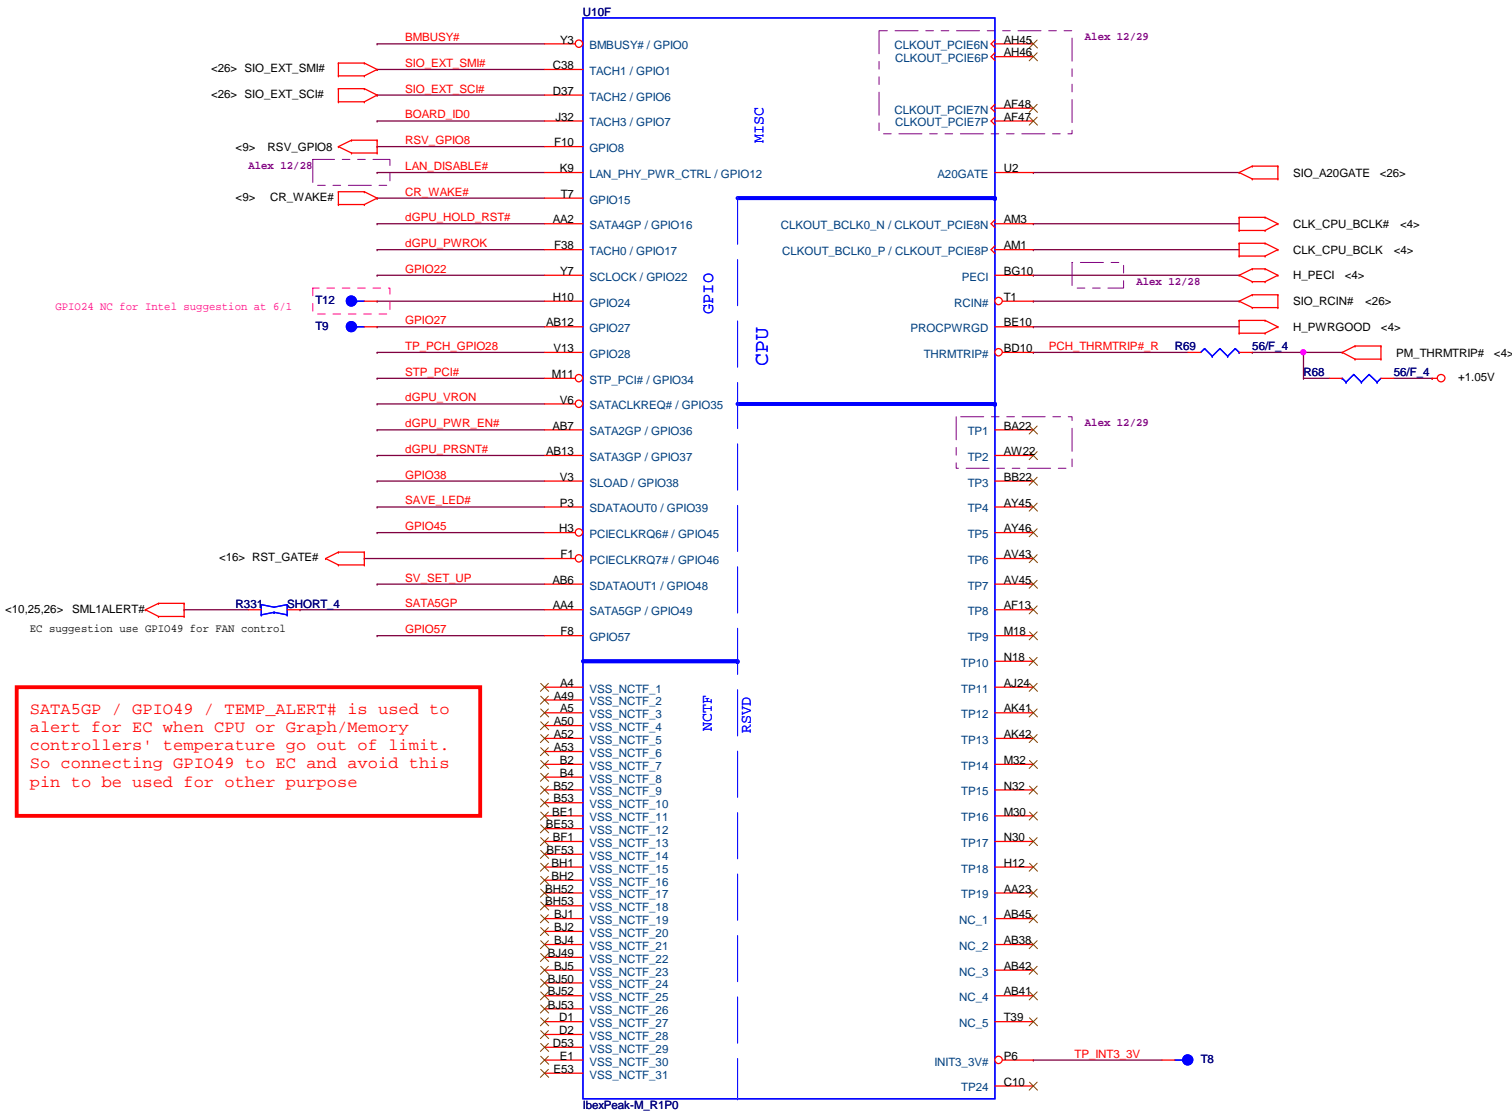 U10F
BMBUSY# Y3 BMBUSY# / GPIO0
<26> SIO_EXT_SMI# SIO_EXT_SMI# C38 TACH1 / GPIO1
<26> SIO_EXT_SCI# SIO_EXT_SCI# D37 TACH2 / GPIO6
BOARD_ID0 J32 TACH3 / GPIO7
<9> RSV_GPIO8 RSV_GPIO8 F10 GPIO8
Alex 12/28
LAN_DISABLE# K9 LAN_PHY_PWR_CTRL / GPIO12
<9> CR_WAKE# CR_WAKE# T7 GPIO15
dGPU_HOLD_RST# AA2 SATA4GP / GPIO16
dGPU_PWROK F38 TACH0 / GPIO17
GPIO22 Y7 SCLOCK / GPIO22
GPIO24 NC for Intel suggestion at 6/1 T12 H10 GPIO24
T9 GPIO27 AB12 GPIO27
TP_PCH_GPIO28 V13 GPIO28
STP_PCI# M11 STP_PCI# / GPIO34
dGPU_VRON V6 SATACLKREQ# / GPIO35
dGPU_PWR_EN# AB7 SATA2GP / GPIO36
dGPU_PRSNT# AB13 SATA3GP / GPIO37
GPIO38 V3 SLOAD / GPIO38
SAVE_LED# P3 SDATAOUT0 / GPIO39
GPIO45 H3 PCIECLKRQ6# / GPIO45
<16> RST_GATE# F1 PCIECLKRQ7# / GPIO46
SV_SET_UP AB6 SDATAOUT1 / GPIO48
<10,25,26> SML1ALERT# R331 SHORT_4 SATA5GP AA4 SATA5GP / GPIO49
EC suggestion use GPIO49 for FAN control
GPIO57 F8 GPIO57
MISC
GPIO
CPU
NCTF
RSVD
CLKOUT_PCIE6N AH45
CLKOUT_PCIE6P AH46
Alex 12/29
CLKOUT_PCIE7N AF48
CLKOUT_PCIE7P AF47
A20GATE U2 SIO_A20GATE <26>
CLKOUT_BCLK0_N / CLKOUT_PCIE8N AM3 CLK_CPU_BCLK# <4>
CLKOUT_BCLK0_P / CLKOUT_PCIE8P AM1 CLK_CPU_BCLK <4>
PECI BG10 H_PECI <4>
Alex 12/28
RCIN# T1 SIO_RCIN# <26>
PROCPWRGD BE10 H_PWRGOOD <4>
THRMTRIP# BD10 PCH_THRMTRIP#_R R69 56/F_4 PM_THRMTRIP# <4>
R68 56/F_4 +1.05V
TP1 BA22
Alex 12/29
TP2 AW22
TP3 BB22
TP4 AY45
TP5 AY46
TP6 AV43
TP7 AV45
TP8 AF13
TP9 M18
TP10 N18
TP11 AJ24
TP12 AK41
TP13 AK42
TP14 M32
TP15 N32
TP16 M30
TP17 N30
TP18 H12
TP19 AA23
NC_1 AB45
NC_2 AB38
NC_3 AB42
NC_4 AB41
NC_5 T39
INIT3_3V# P6 TP_INT3_3V T8
TP24 C10
SATA5GP / GPIO49 / TEMP_ALERT# is used to
alert for EC when CPU or Graph/Memory
controllers' temperature go out of limit.
So connecting GPIO49 to EC and avoid this
pin to be used for other purpose
A4 VSS_NCTF_1
A49 VSS_NCTF_2
A5 VSS_NCTF_3
A50 VSS_NCTF_4
A52 VSS_NCTF_5
A53 VSS_NCTF_6
B2 VSS_NCTF_7
B4 VSS_NCTF_8
B52 VSS_NCTF_9
B53 VSS_NCTF_10
BE1 VSS_NCTF_11
BE53 VSS_NCTF_12
BF1 VSS_NCTF_13
BF53 VSS_NCTF_14
BH1 VSS_NCTF_15
BH2 VSS_NCTF_16
BH52 VSS_NCTF_17
BH53 VSS_NCTF_18
BJ1 VSS_NCTF_19
BJ2 VSS_NCTF_20
BJ4 VSS_NCTF_21
BJ49 VSS_NCTF_22
BJ5 VSS_NCTF_23
BJ50 VSS_NCTF_24
BJ52 VSS_NCTF_25
BJ53 VSS_NCTF_26
D1 VSS_NCTF_27
D2 VSS_NCTF_28
D53 VSS_NCTF_29
E1 VSS_NCTF_30
E53 VSS_NCTF_31
IbexPeak-M_R1P0